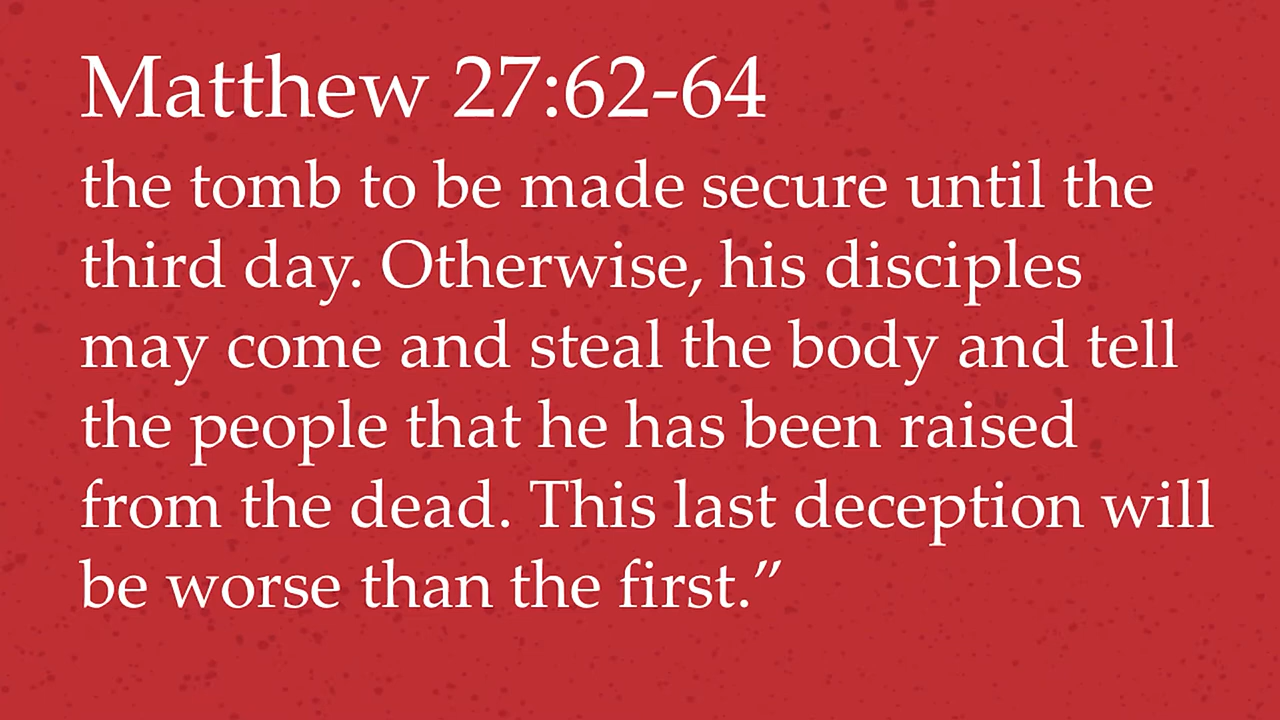 Matthew 27:62-64
the tomb to be made secure until the
third day. Otherwise, his disciples
may come and steal the body and tell
the people that he has been raised
from the dead. This last deception will
be worse than the first.”